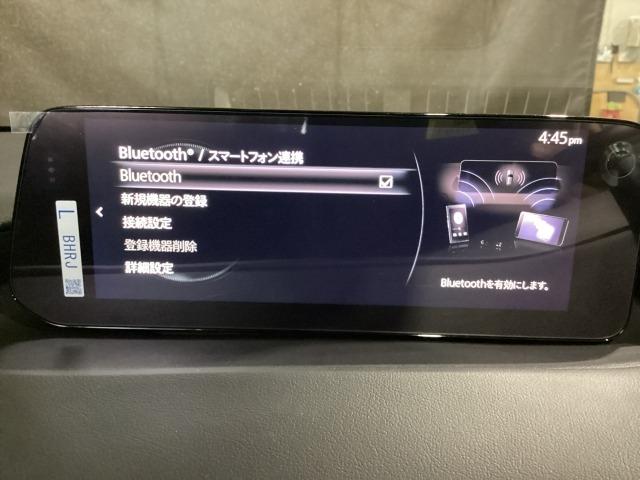 4:45pm
Bluetooth® / スマートフォン連携
Bluetooth
新規機器の登録
接続設定
登録機器削除
詳細設定
Bluetoothを有効にします。
L BHRJ